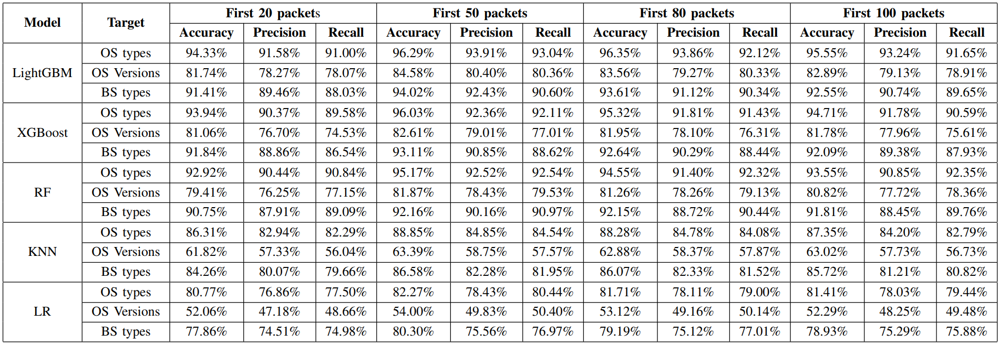 Model Target First 20 packets First 50 packets First 80 packets First 100 packets
Accuracy Precision Recall Accuracy Precision Recall Accuracy Precision Recall Accuracy Precision Recall
LightGBM OS types 94.33% 91.58% 91.00% 96.29% 93.91% 93.04% 96.35% 93.86% 92.12% 95.55% 93.24% 91.65%
OS Versions 81.74% 78.27% 78.07% 84.58% 80.40% 80.36% 83.56% 79.27% 80.33% 82.89% 79.13% 78.91%
BS types 91.41% 89.46% 88.03% 94.02% 92.43% 90.60% 93.61% 91.12% 90.34% 92.55% 90.74% 89.65%
XGBoost OS types 93.94% 90.37% 89.58% 96.03% 92.36% 92.11% 95.32% 91.81% 91.43% 94.71% 91.78% 90.59%
OS Versions 81.06% 76.70% 74.53% 82.61% 79.01% 77.01% 81.95% 78.10% 76.31% 81.78% 77.96% 75.61%
BS types 91.84% 88.86% 86.54% 93.11% 90.85% 88.62% 92.64% 90.29% 88.44% 92.09% 89.38% 87.93%
RF OS types 92.92% 90.44% 90.84% 95.17% 92.52% 92.54% 94.55% 91.40% 92.32% 93.55% 90.85% 92.35%
OS Versions 79.41% 76.25% 77.15% 81.87% 78.43% 79.53% 81.26% 78.26% 79.13% 80.82% 77.72% 78.36%
BS types 90.75% 87.91% 89.09% 92.16% 90.16% 90.97% 92.15% 88.72% 90.44% 91.81% 88.45% 89.76%
KNN OS types 86.31% 82.94% 82.29% 88.85% 84.85% 84.54% 88.28% 84.78% 84.08% 87.35% 84.20% 82.79%
OS Versions 61.82% 57.33% 56.04% 63.39% 58.75% 57.57% 62.88% 58.37% 57.87% 63.02% 57.73% 56.73%
BS types 84.26% 80.07% 79.66% 86.58% 82.28% 81.95% 86.07% 82.33% 81.52% 85.72% 81.21% 80.82%
LR OS types 80.77% 76.86% 77.50% 82.27% 78.43% 80.44% 81.71% 78.11% 79.00% 81.41% 78.03% 79.44%
OS Versions 52.06% 47.18% 48.66% 54.00% 49.83% 50.40% 53.12% 49.16% 50.14% 52.29% 48.25% 49.48%
BS types 77.86% 74.51% 74.98% 80.30% 75.56% 76.97% 79.19% 75.12% 77.01% 78.93% 75.29% 75.88%